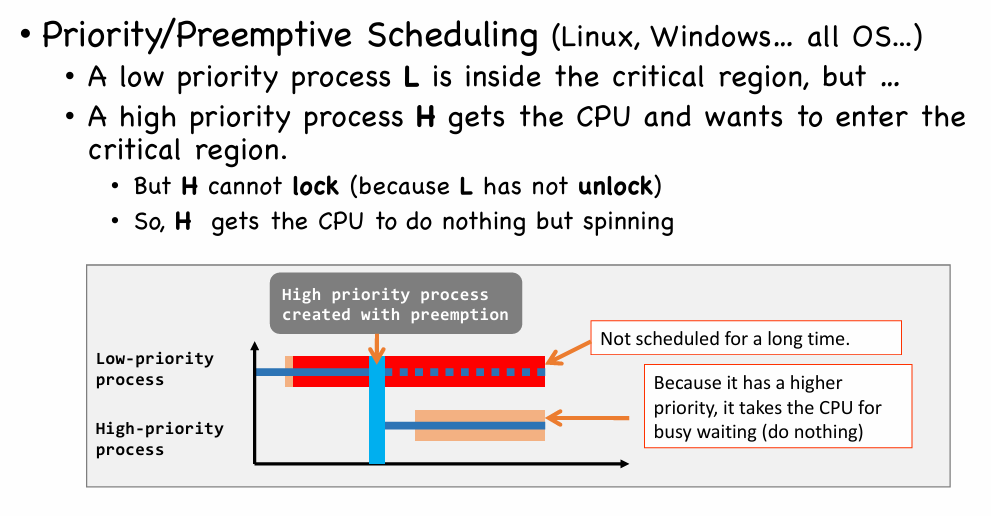 • Priority/Preemptive Scheduling (Linux, Windows… all OS…)
• A low priority process L is inside the critical region, but …
• A high priority process H gets the CPU and wants to enter the
critical region.
• But H cannot lock (because L has not unlock)
• So, H gets the CPU to do nothing but spinning
High priority process
created with preemption
Not scheduled for a long time.
Low-priority
process
Because it has a higher
priority, it takes the CPU for
busy waiting (do nothing)
High-priority
process